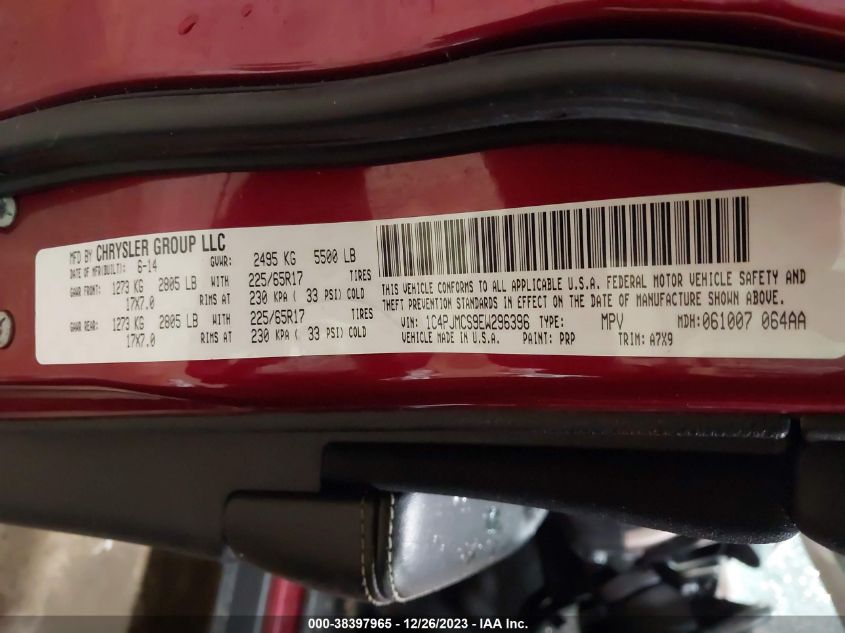 MFD BY CHRYSLER GROUP LLC
DATE OF MFR(BUILT): 6-14 GVWR: 2495 KG 5500 LB
GAWR FRONT: 1273 KG 2805 LB WITH 225/65R17 TIRES
17X7.0 RIMS AT 230 KPA ( 33 PSI) COLD
GAWR REAR: 1273 KG 2805 LB WITH 225/65R17 TIRES
17X7.0 RIMS AT 230 KPA ( 33 PSI) COLD
THIS VEHICLE CONFORMS TO ALL APPLICABLE U.S.A. FEDERAL MOTOR VEHICLE SAFETY AND
THEFT PREVENTION STANDARDS IN EFFECT ON THE DATE OF MANUFACTURE SHOWN ABOVE.
VIN: 1C4PJMCS9EW296396 TYPE: MPV MDH:061007 064AA
VEHICLE MADE IN U.S.A. PAINT: PRP TRIM: A7X9
000-38397965 - 12/26/2023 - IAA Inc.